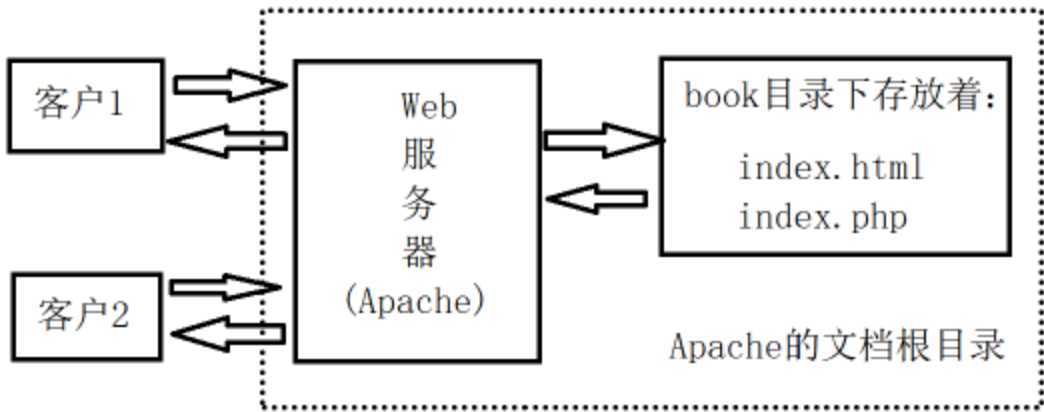 客户1
客户2
Web
服
务
器
(Apache)
book目录下存放着：
index.html
index.php
Apache的文档根目录